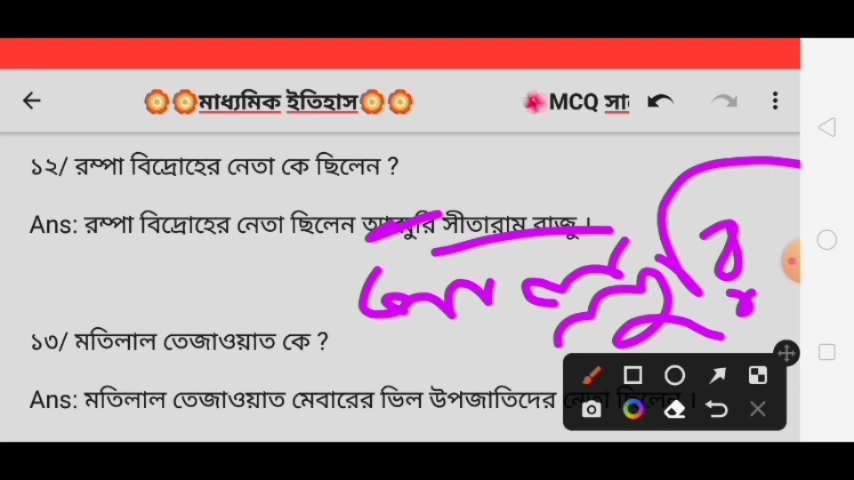 মাধ্যমিক ইতিহাস MCQ সা
১২/ রম্পা বিদ্রোহের নেতা কে ছিলেন ?
Ans: রম্পা বিদ্রোহের নেতা ছিলেন সীতারাম রাজু ।
১৩/ মতিলাল তেজাওয়াত কে ?
Ans: মতিলাল তেজাওয়াত মেবারের ভিল উপজাতিদের নেতা ছিলেন ।